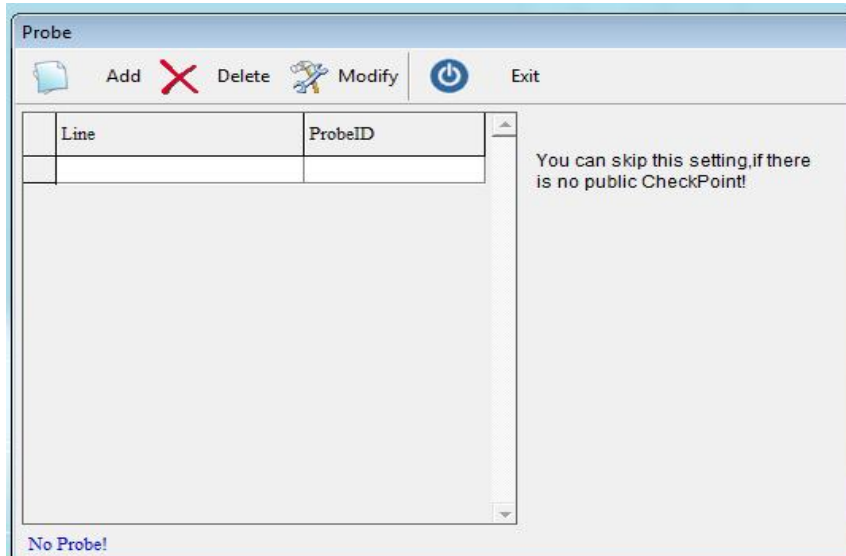 Probe
Add Delete Modify Exit
Line ProbeID
You can skip this setting,if there
is no public CheckPoint!
No Probe!